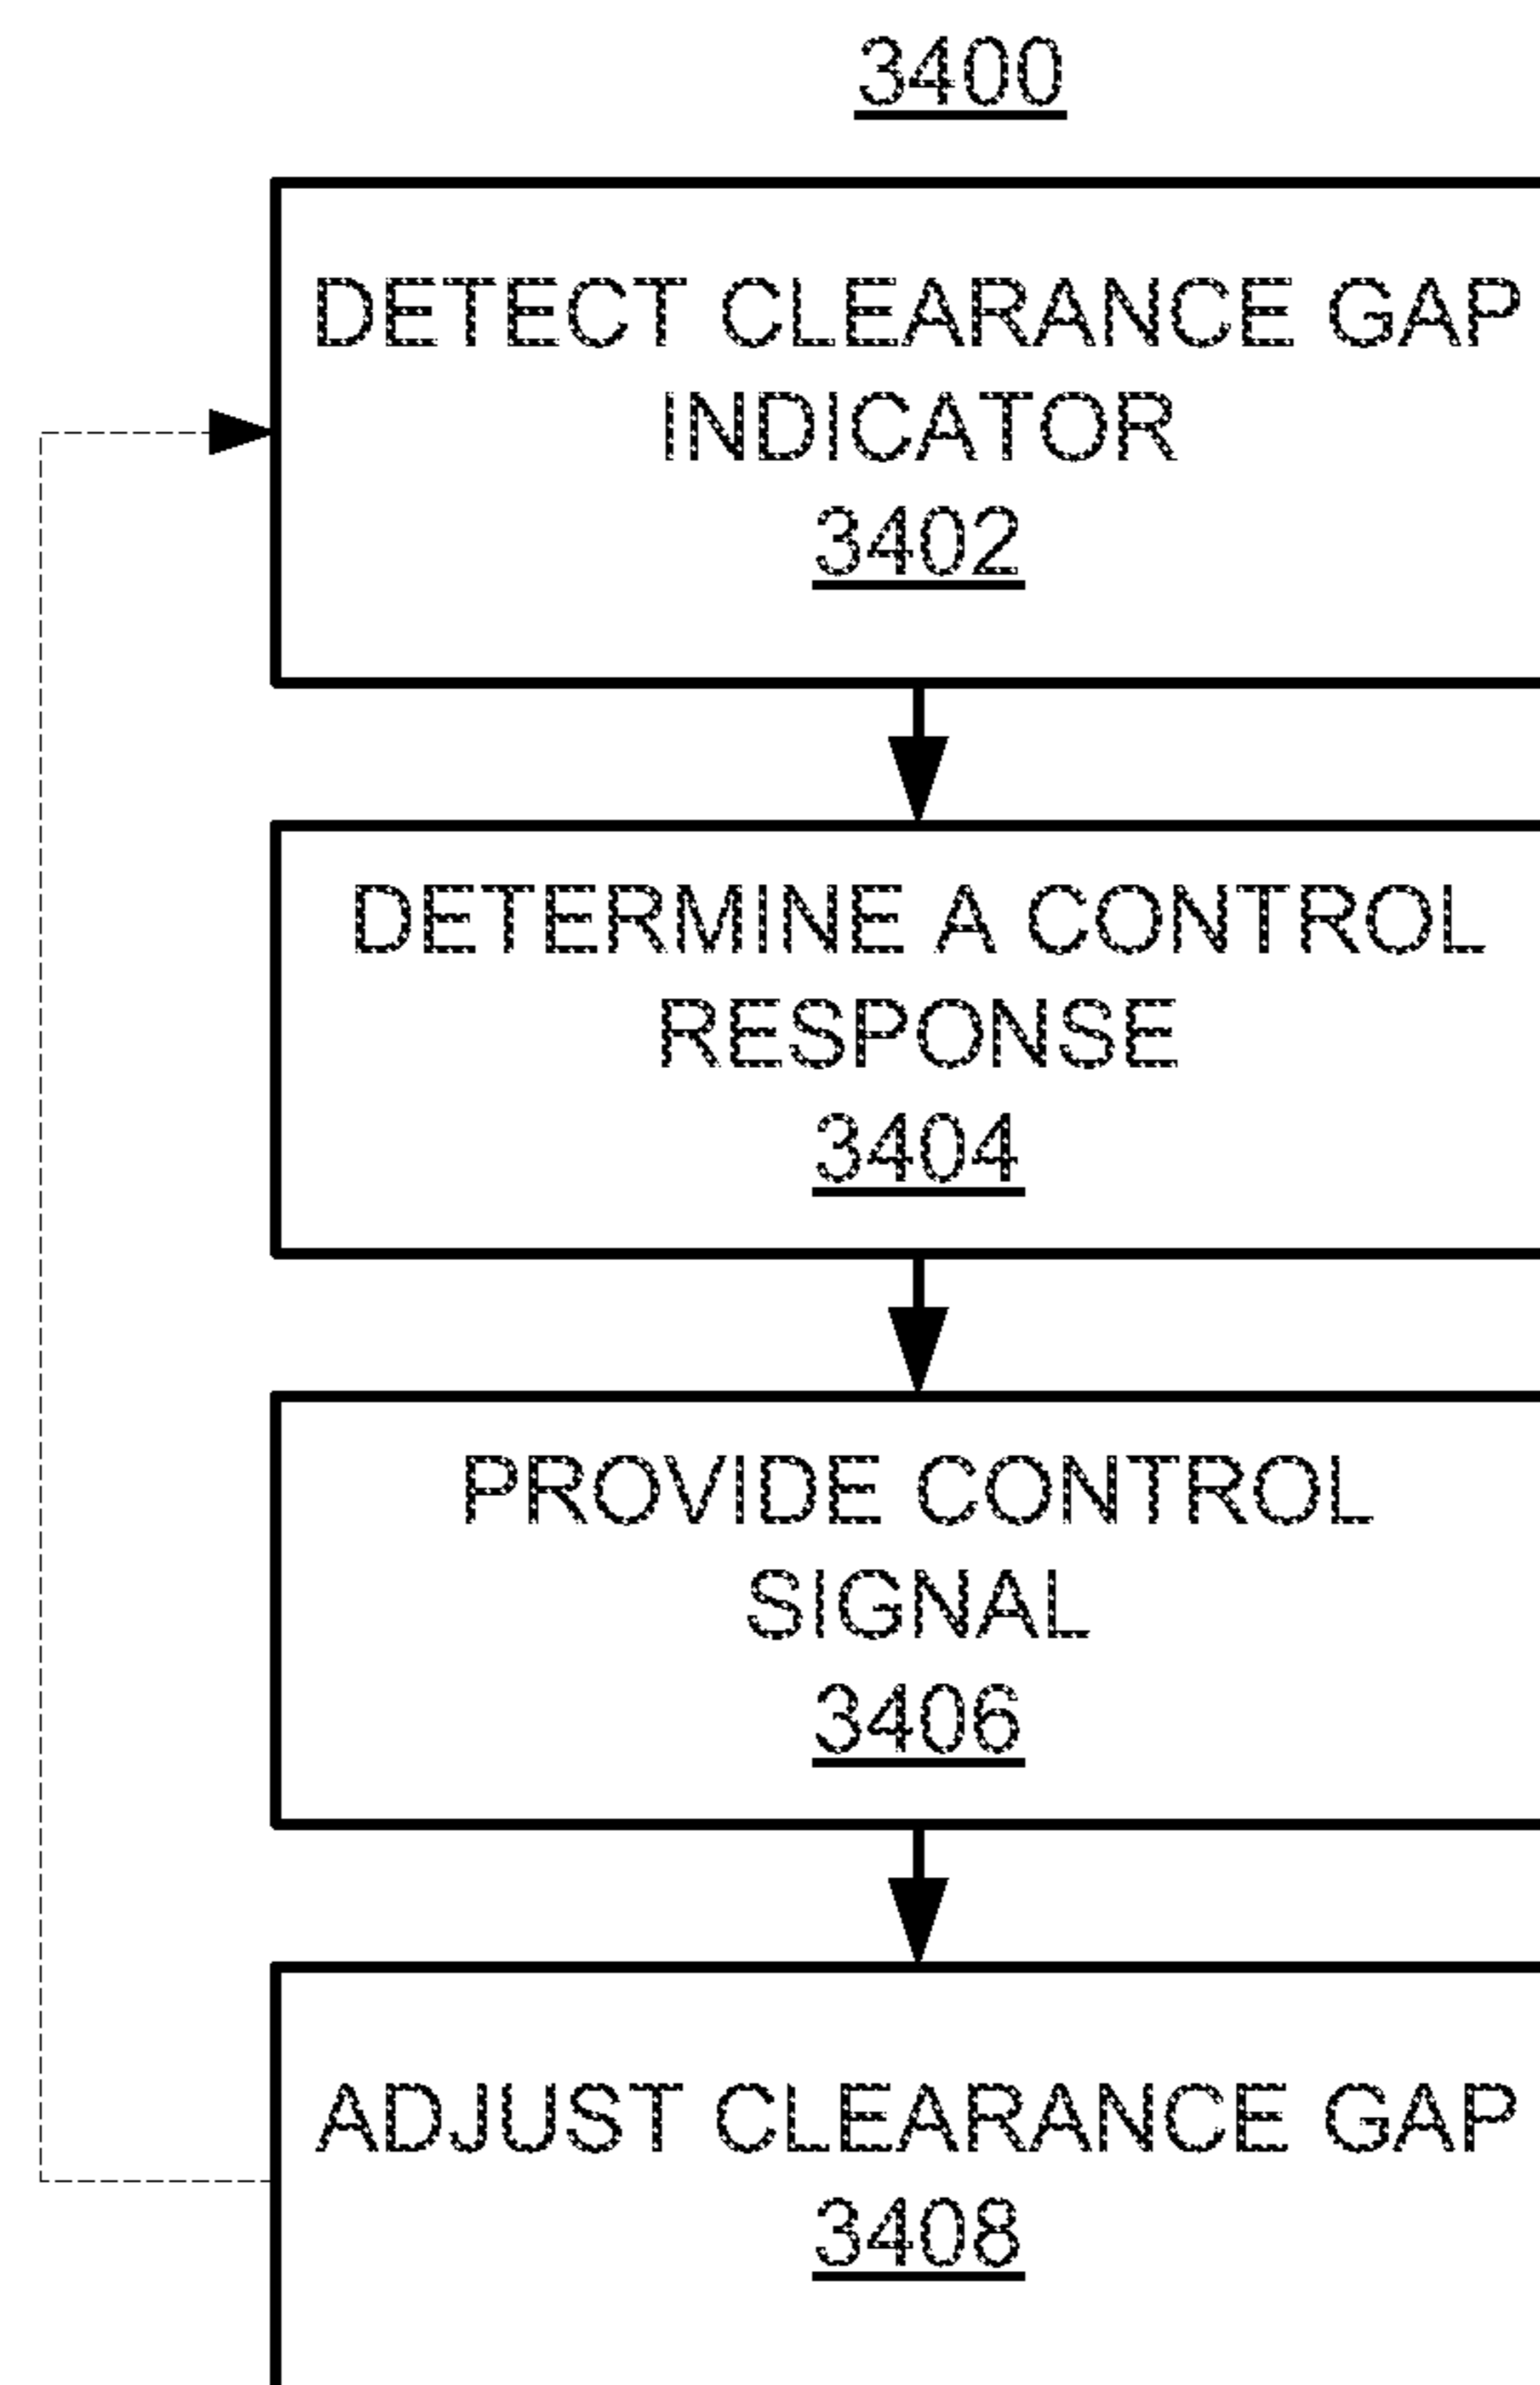 3400
DETECT CLEARANCE GAP
INDICATOR
3402
DETERMINE A CONTROL
RESPONSE
3404
PROVIDE CONTROL
SIGNAL
3406
ADJUST CLEARANCE GAP
3408